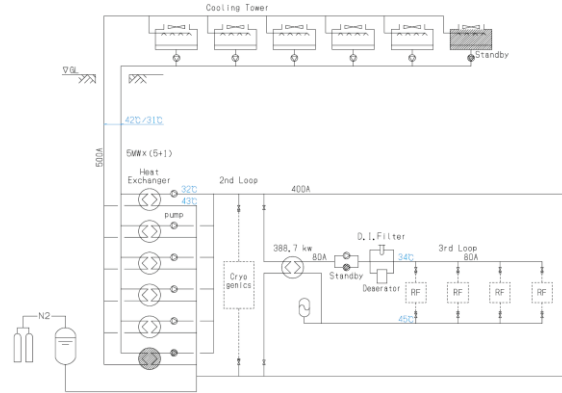 Cooling Tower
Standby
▽GL
42℃/31℃
500A
5MW×(5+1)
Heat
Exchanger
32℃
43℃
pump
2nd Loop
400A
388.7 kw
80A
D.I.Filter
34℃
3rd Loop
80A
Standby
Deaerator
Cryo
genics
RF
RF
RF
RF
45℃
N2